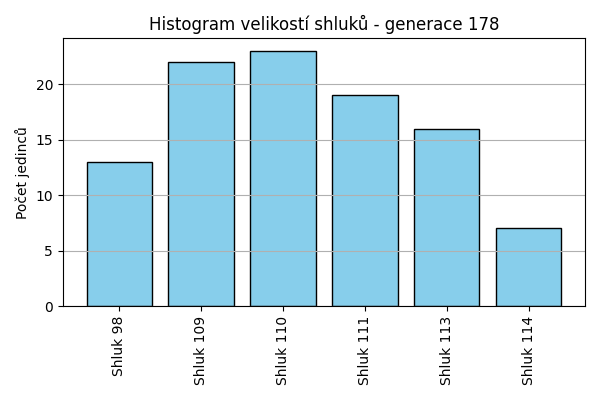 Histogram velikostí shluků - generace 178
Počet jedinců
20
15
10
5
0
Shluk 98
Shluk 109
Shluk 110
Shluk 111
Shluk 113
Shluk 114